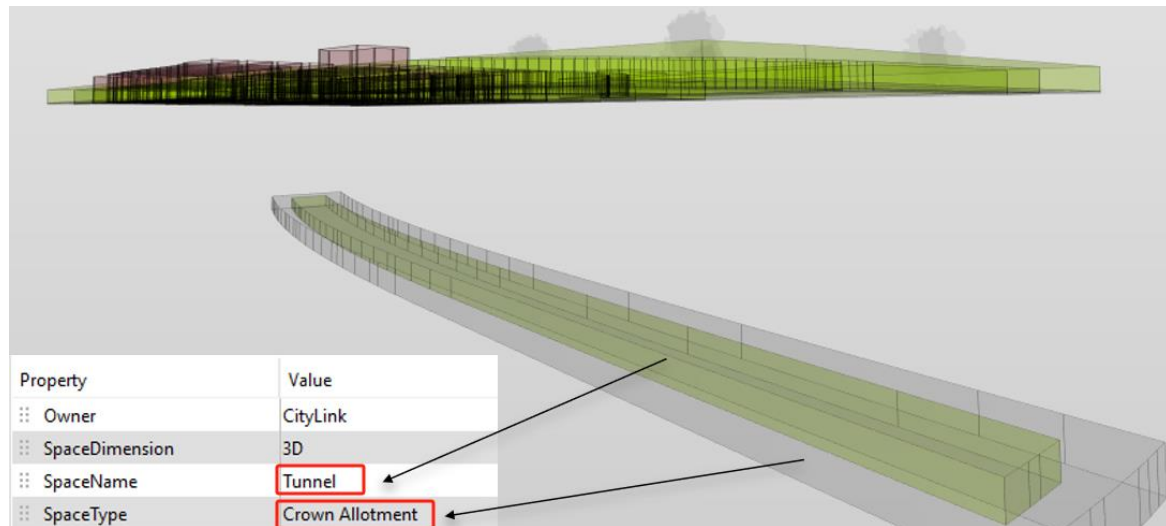 Property Value
Owner CityLink
SpaceDimension 3D
SpaceName Tunnel
SpaceType Crown Allotment